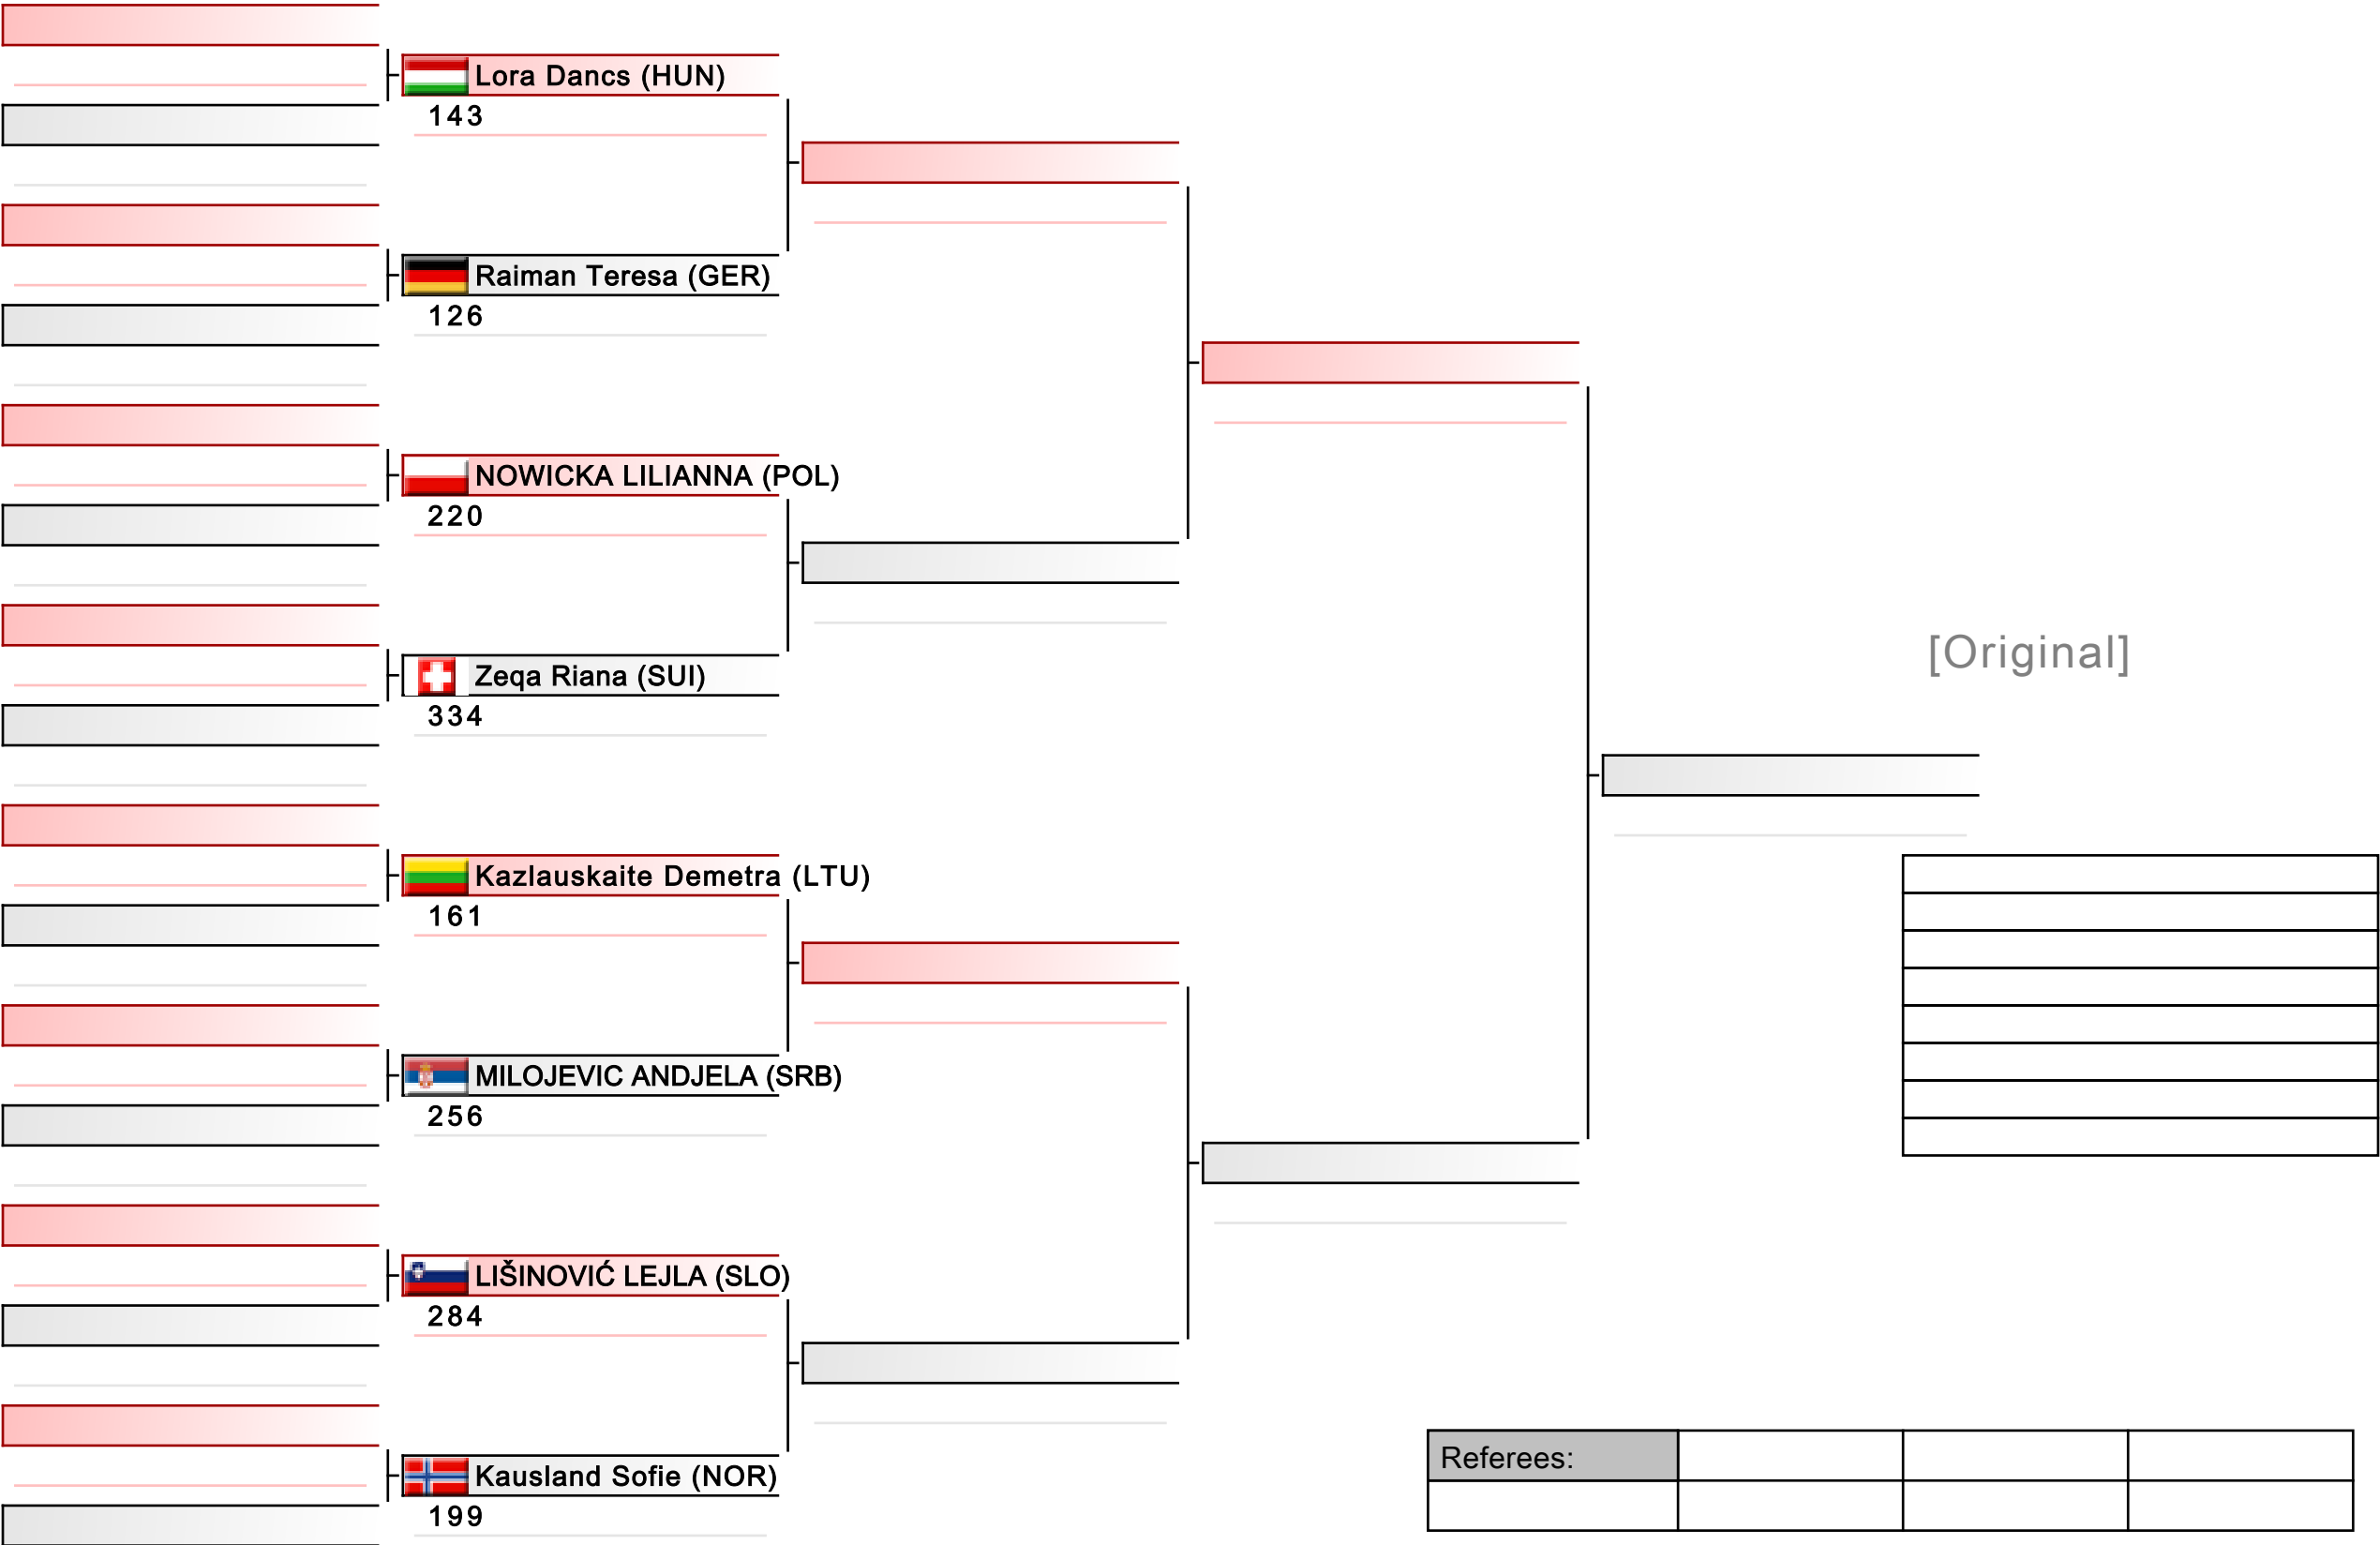 Lora Dancs (HUN)
143
Raiman Teresa (GER)
126
NOWICKA LILIANNA (POL)
220
Zeqa Riana (SUI)
334
[Original]
Kazlauskaite Demetra (LTU)
161
MILOJEVIC ANDJELA (SRB)
256
LIŠINOVIĆ LEJLA (SLO)
284
Kausland Sofie (NOR)
199
Referees: